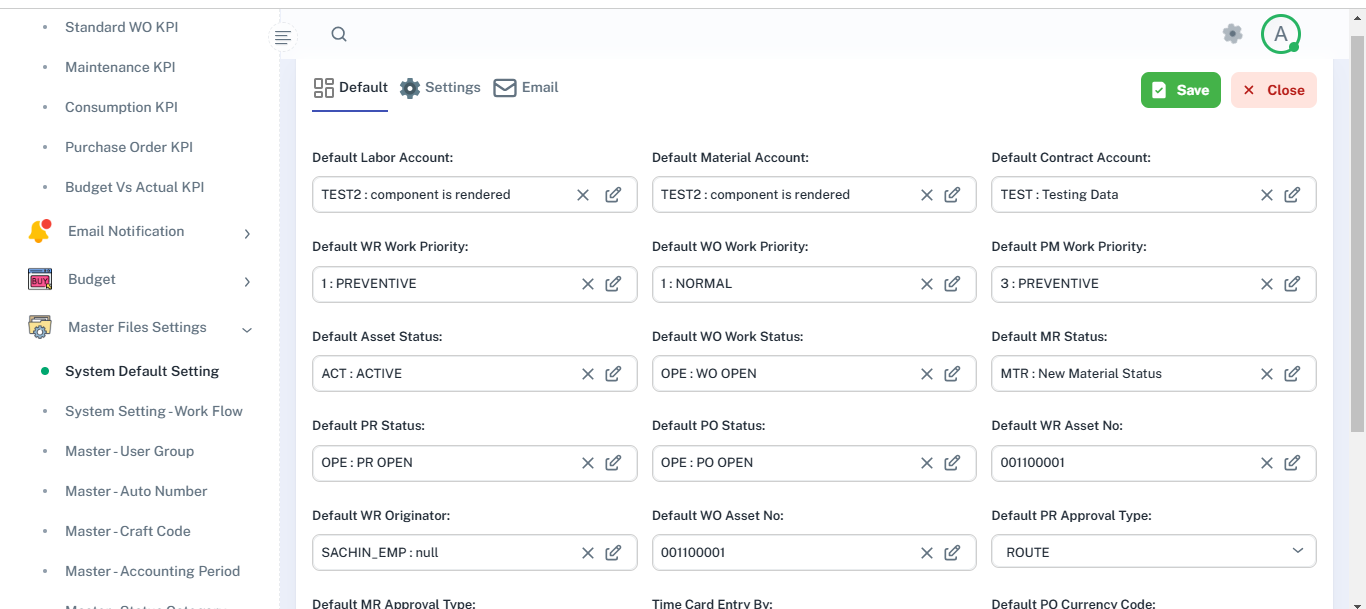 Standard WO KPI
Maintenance KPI
Consumption KPI
Purchase Order KPI
Budget Vs Actual KPI
Email Notification
BUY!
Budget
Master Files Settings
System Default Setting
System Setting - Work Flow
Master - User Group
Master - Auto Number
Master - Craft Code
Master - Accounting Period
Master - Status Category
A
Default Settings Email
Save Close
Default Labor Account: Default Material Account: Default Contract Account:
TEST2 : component is rendered TEST2 : component is rendered TEST : Testing Data
Default WR Work Priority: Default WO Work Priority: Default PM Work Priority:
1 : PREVENTIVE 1 : NORMAL 3 : PREVENTIVE
Default Asset Status: Default WO Work Status: Default MR Status:
ACT : ACTIVE OPE : WO OPEN MTR : New Material Status
Default PR Status: Default PO Status: Default WR Asset No:
OPE : PR OPEN OPE : PO OPEN 001100001
Default WR Originator: Default WO Asset No: Default PR Approval Type:
SACHIN_EMP : null 001100001 ROUTE
Default MR Approval Type: Time Card Entry By: Default PO Currency Code: